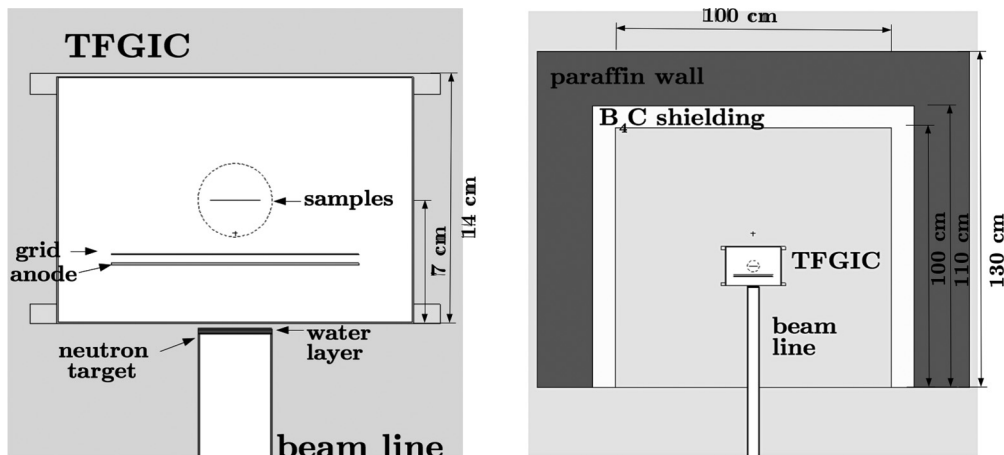 TFGIC
samples
grid
anode
7 cm
14 cm
neutron
target
water
layer
beam line
100 cm
paraffin wall
B4C shielding
TFGIC
beam
line
100 cm
110 cm
130 cm